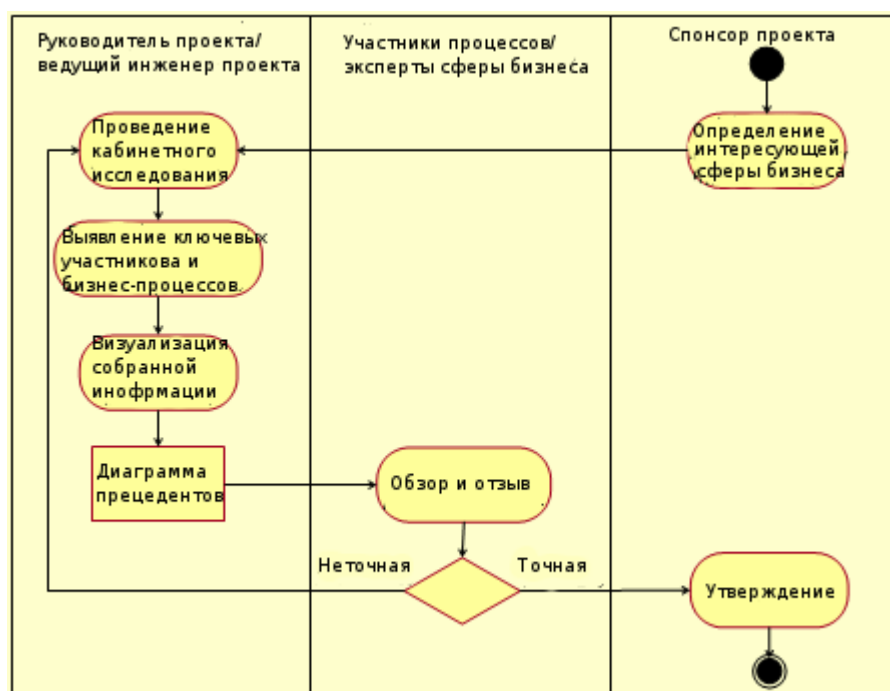 Руководитель проекта/
ведущий инженер проекта
Участники процессов/
эксперты сферы бизнеса
Спонсор проекта
Проведение
кабинетного
исследования
Определение
интересующей
сферы бизнеса
Выявление ключевых
участникова и
бизнес-процессов.
Визуализация
собранной
инофрмации
Диаграмма
прецедентов
Обзор и отзыв
Неточная
Точная
Утверждение